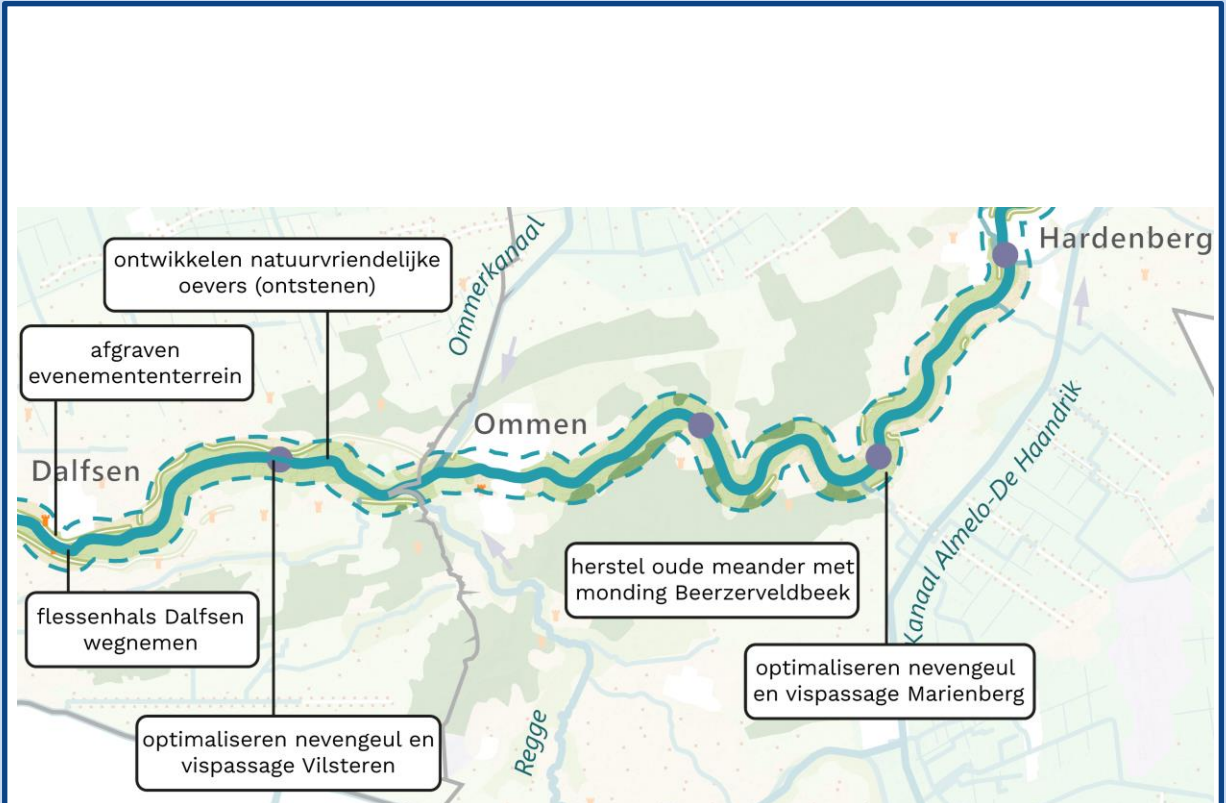 Hardenberg
ontwikkelen natuurvriendelijke
oevers (ontstenen)
Ommerkanaal
afgraven
evenemententerrein
Ommen
Dalfsen
Kanaal Almelo-De Haandrik
herstel oude meander met
monding Beerzerveldbeek
flessenhals Dalfsen
wegnemen
optimaliseren nevengeul
en vispassage Marienberg
Regge
optimaliseren nevengeul en
vispassage Vilsteren